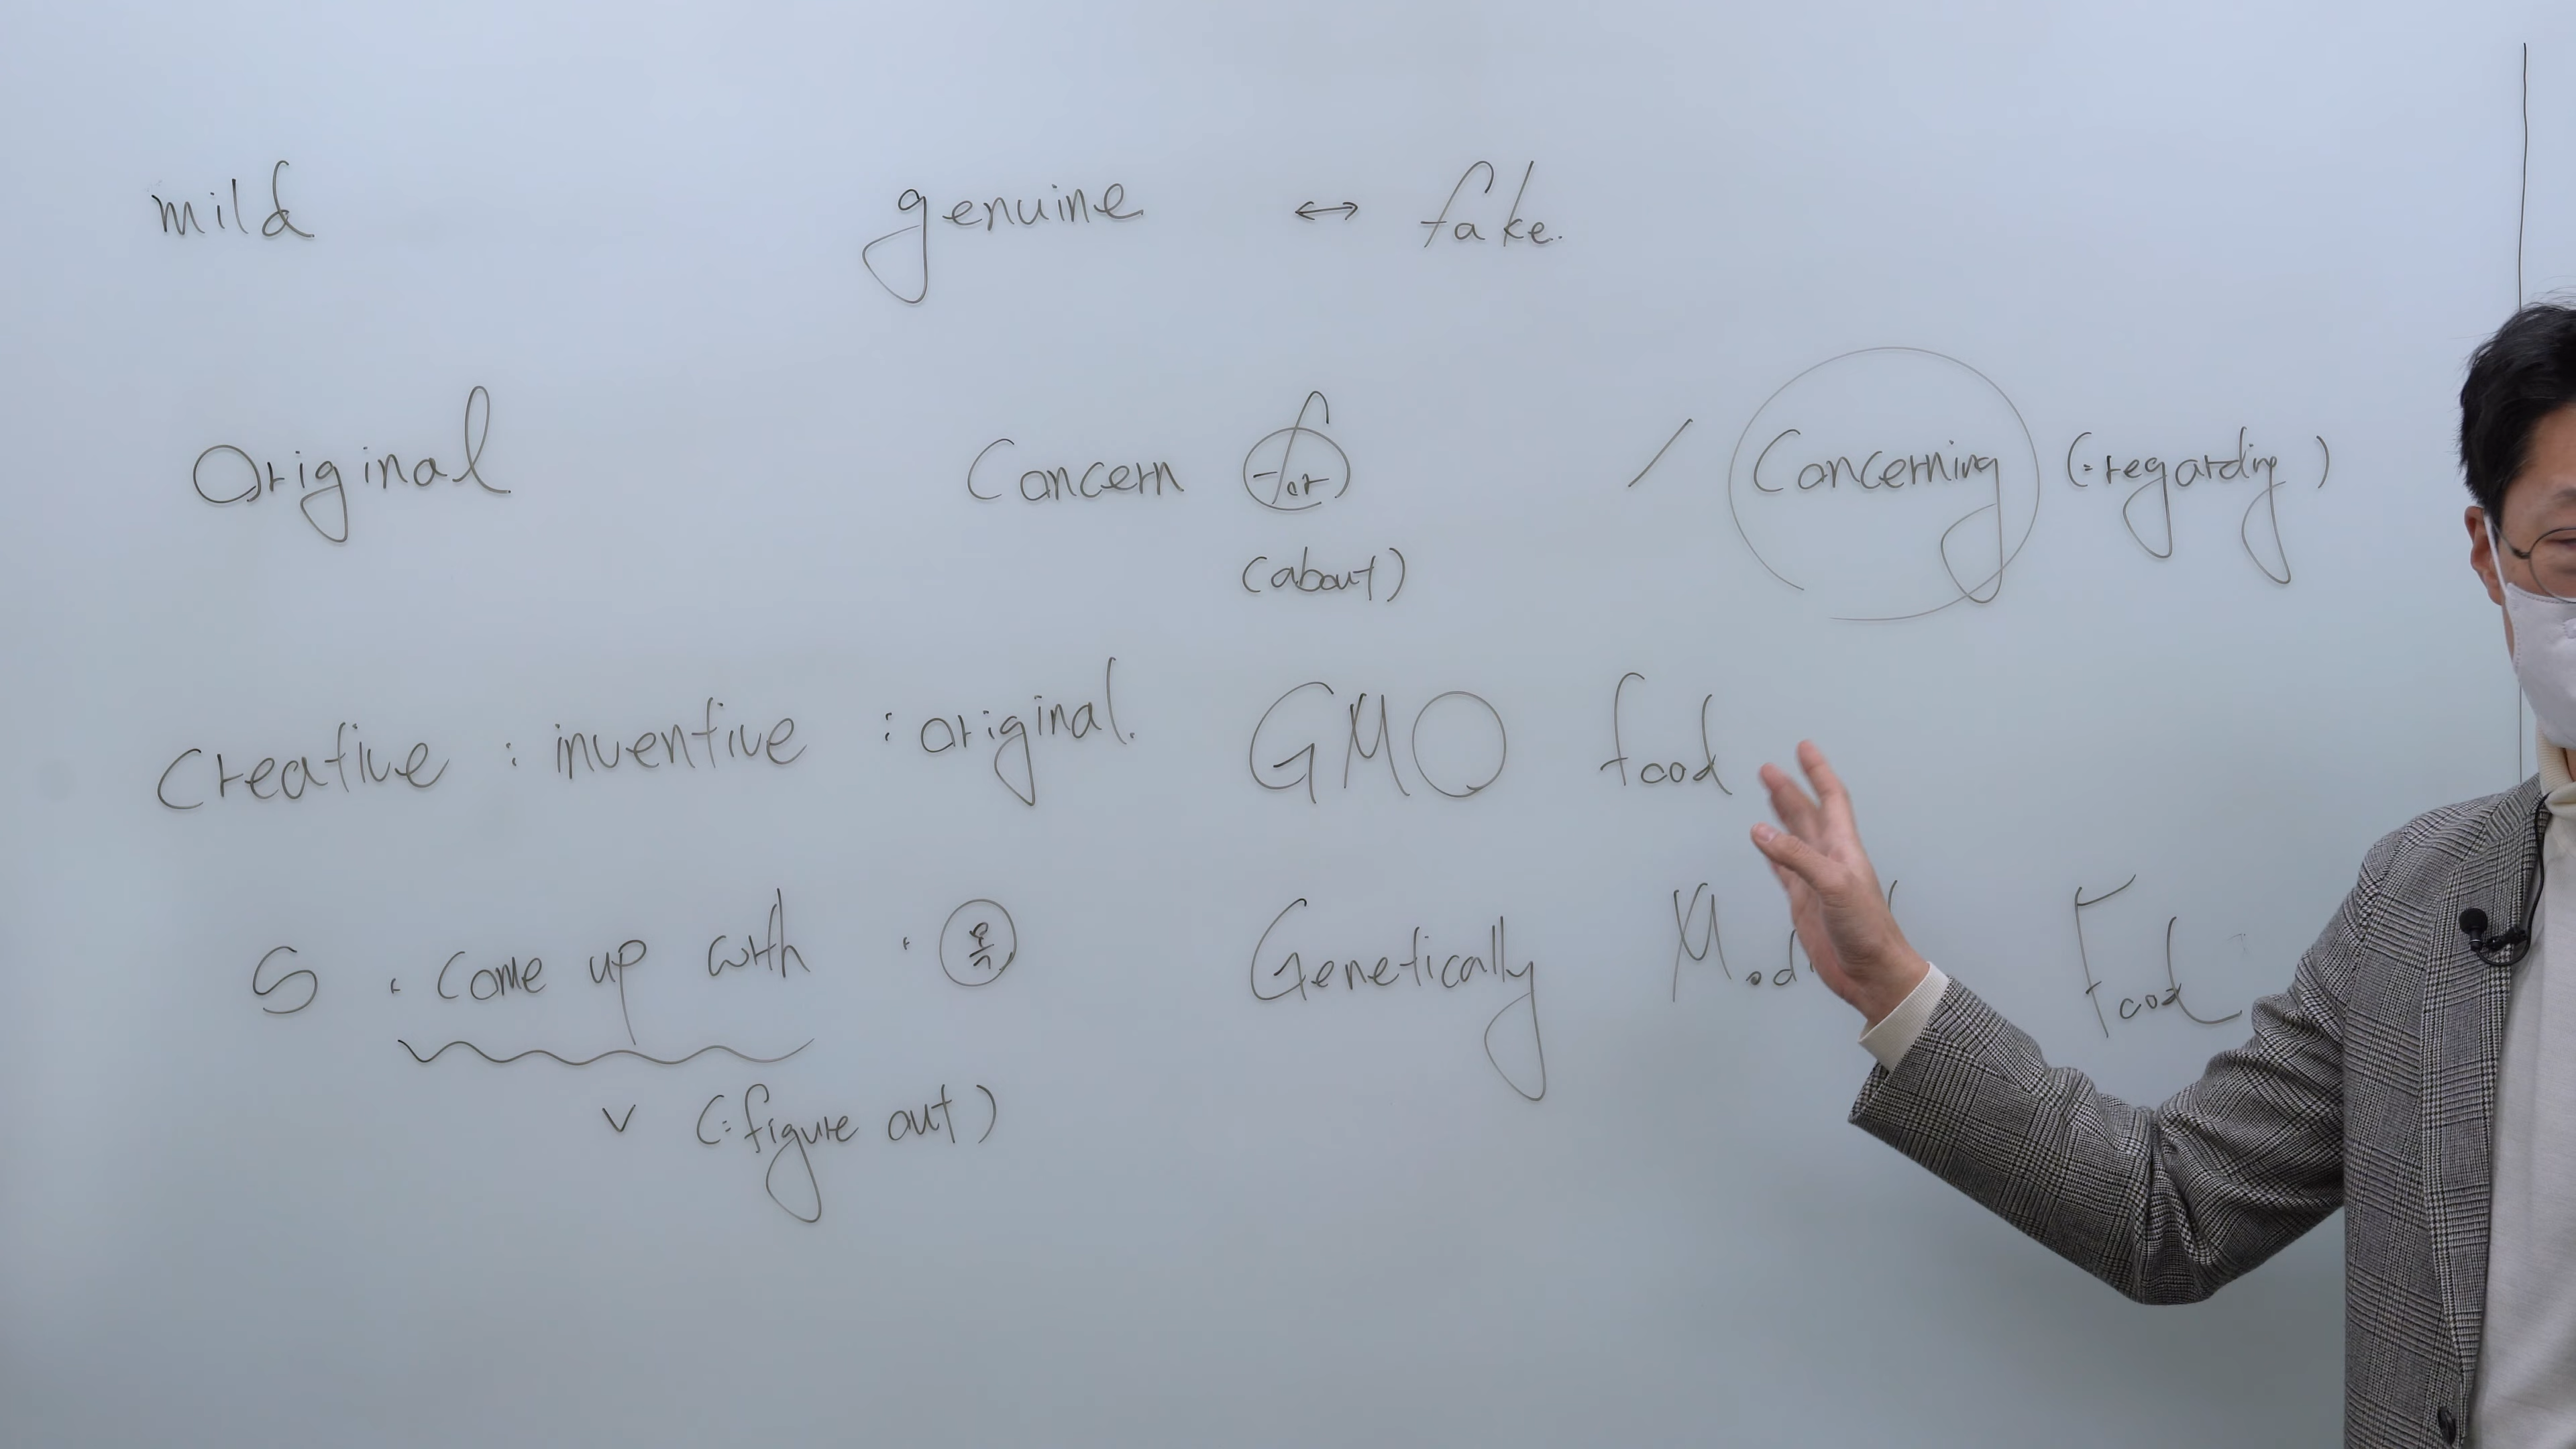 mild genuine ↔ fake.
Original Concern for / Concerning (: regarding)
(about)
Creative : inventive : original. GMO food
S . come up with . 목 Genetically Food
V (: figure out)